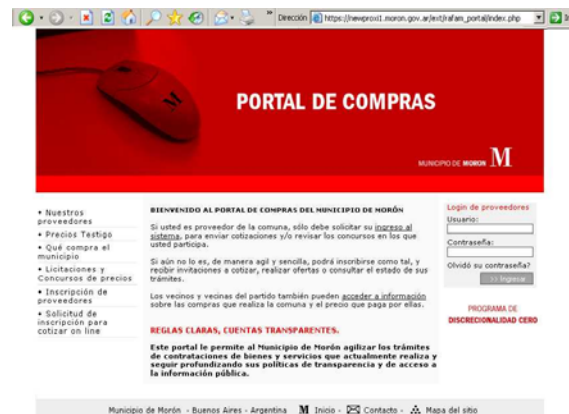 Dirección https://newproxi1.moron.gov.ar/ext/rafam_portal/index.php
PORTAL DE COMPRAS
MUNICIPIO DE MORON M
• Nuestros
proveedores
• Precios Testigo
• Qué compra el
municipio
• Licitaciones y
Concursos de precios
• Inscripción de
proveedores
• Solicitud de
inscripción para
cotizar on line
BIENVENIDO AL PORTAL DE COMPRAS DEL MUNICIPIO DE MORÓN
Si usted es proveedor de la comuna, sólo debe solicitar su ingreso al
sistema, para enviar cotizaciones y/o revisar los concursos en los que
usted participa.
Si aún no lo es, de manera agil y sencilla, podrá inscribirse como tal, y
recibir invitaciones a cotizar, realizar ofertas o consultar el estado de sus
trámites.
Los vecinos y vecinas del partido también pueden acceder a información
sobre las compras que realiza la comuna y el precio que paga por ellas.
REGLAS CLARAS, CUENTAS TRANSPARENTES.
Este portal le permite al Municipio de Morón agilizar los trámites
de contrataciones de bienes y servicios que actualmente realiza y
seguir profundizando sus políticas de transparencia y de acceso a
la información pública.
Login de proveedores
Usuario:
Contraseña:
Olvidó su contraseña?
>> Ingresa
PROGRAMA DE
DISCRECIONALIDAD CERO
Municipio de Morón - Buenos Aires - Argentina M Inicio - Contacto - Mapa del sitio